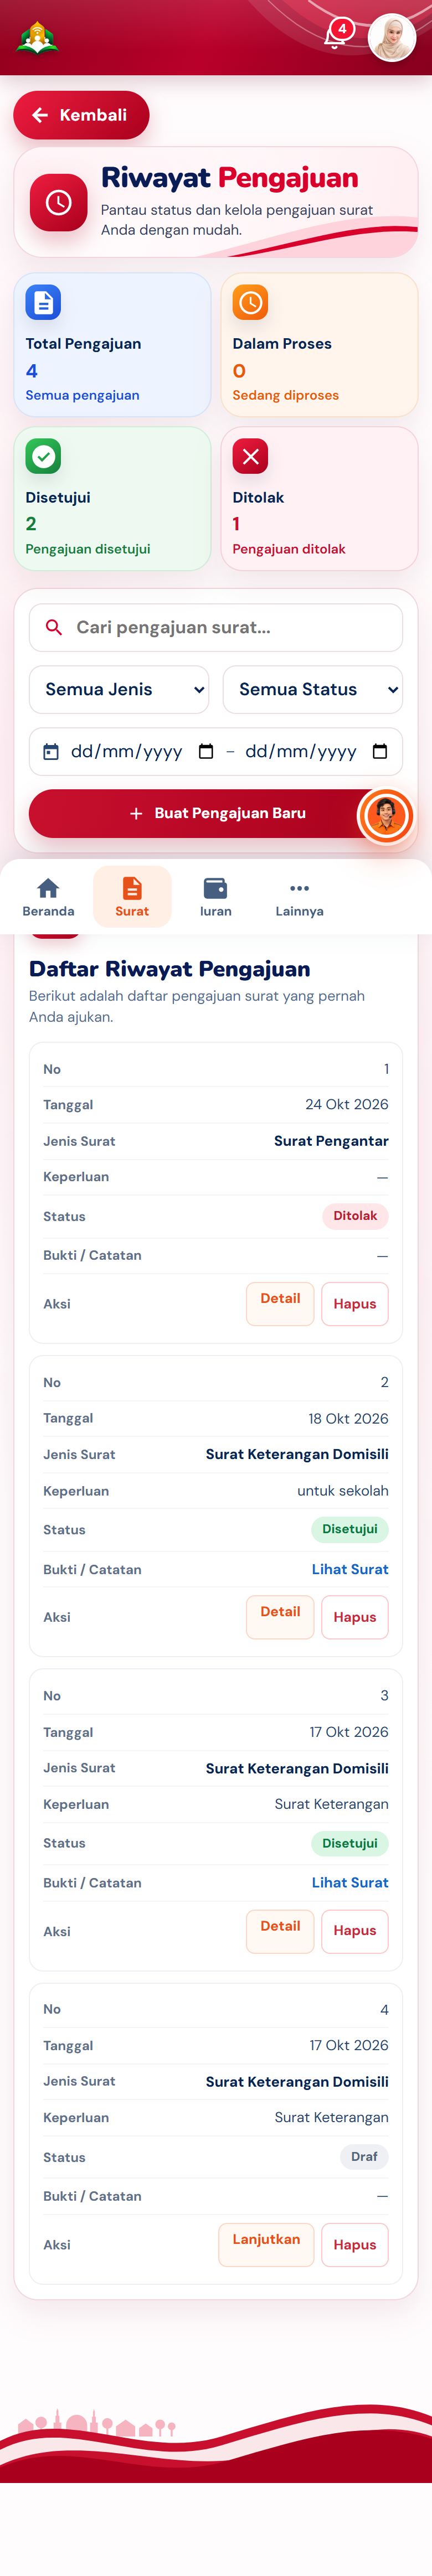 4
Kembali
Riwayat Pengajuan
Pantau status dan kelola pengajuan surat
Anda dengan mudah.
Total Pengajuan
4
Semua pengajuan
Dalam Proses
0
Sedang diproses
Disetujui
2
Pengajuan disetujui
Ditolak
1
Pengajuan ditolak
Cari pengajuan surat...
Semua Jenis
Semua Status
dd/mm/yyyy – dd/mm/yyyy
+ Buat Pengajuan Baru
Beranda
Surat
Iuran
Lainnya
Daftar Riwayat Pengajuan
Berikut adalah daftar pengajuan surat yang pernah
Anda ajukan.
No 1
Tanggal 24 Okt 2026
Jenis Surat Surat Pengantar
Keperluan —
Status Ditolak
Bukti / Catatan —
Aksi Detail Hapus
No 2
Tanggal 18 Okt 2026
Jenis Surat Surat Keterangan Domisili
Keperluan untuk sekolah
Status Disetujui
Bukti / Catatan Lihat Surat
Aksi Detail Hapus
No 3
Tanggal 17 Okt 2026
Jenis Surat Surat Keterangan Domisili
Keperluan Surat Keterangan
Status Disetujui
Bukti / Catatan Lihat Surat
Aksi Detail Hapus
No 4
Tanggal 17 Okt 2026
Jenis Surat Surat Keterangan Domisili
Keperluan Surat Keterangan
Status Draf
Bukti / Catatan —
Aksi Lanjutkan Hapus